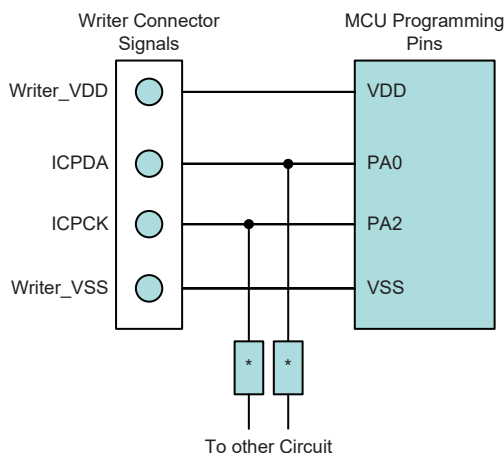 Writer Connector
Signals
MCU Programming
Pins
Writer_VDD
VDD
ICPDA
PA0
ICPCK
PA2
Writer_VSS
VSS
*
*
To other Circuit